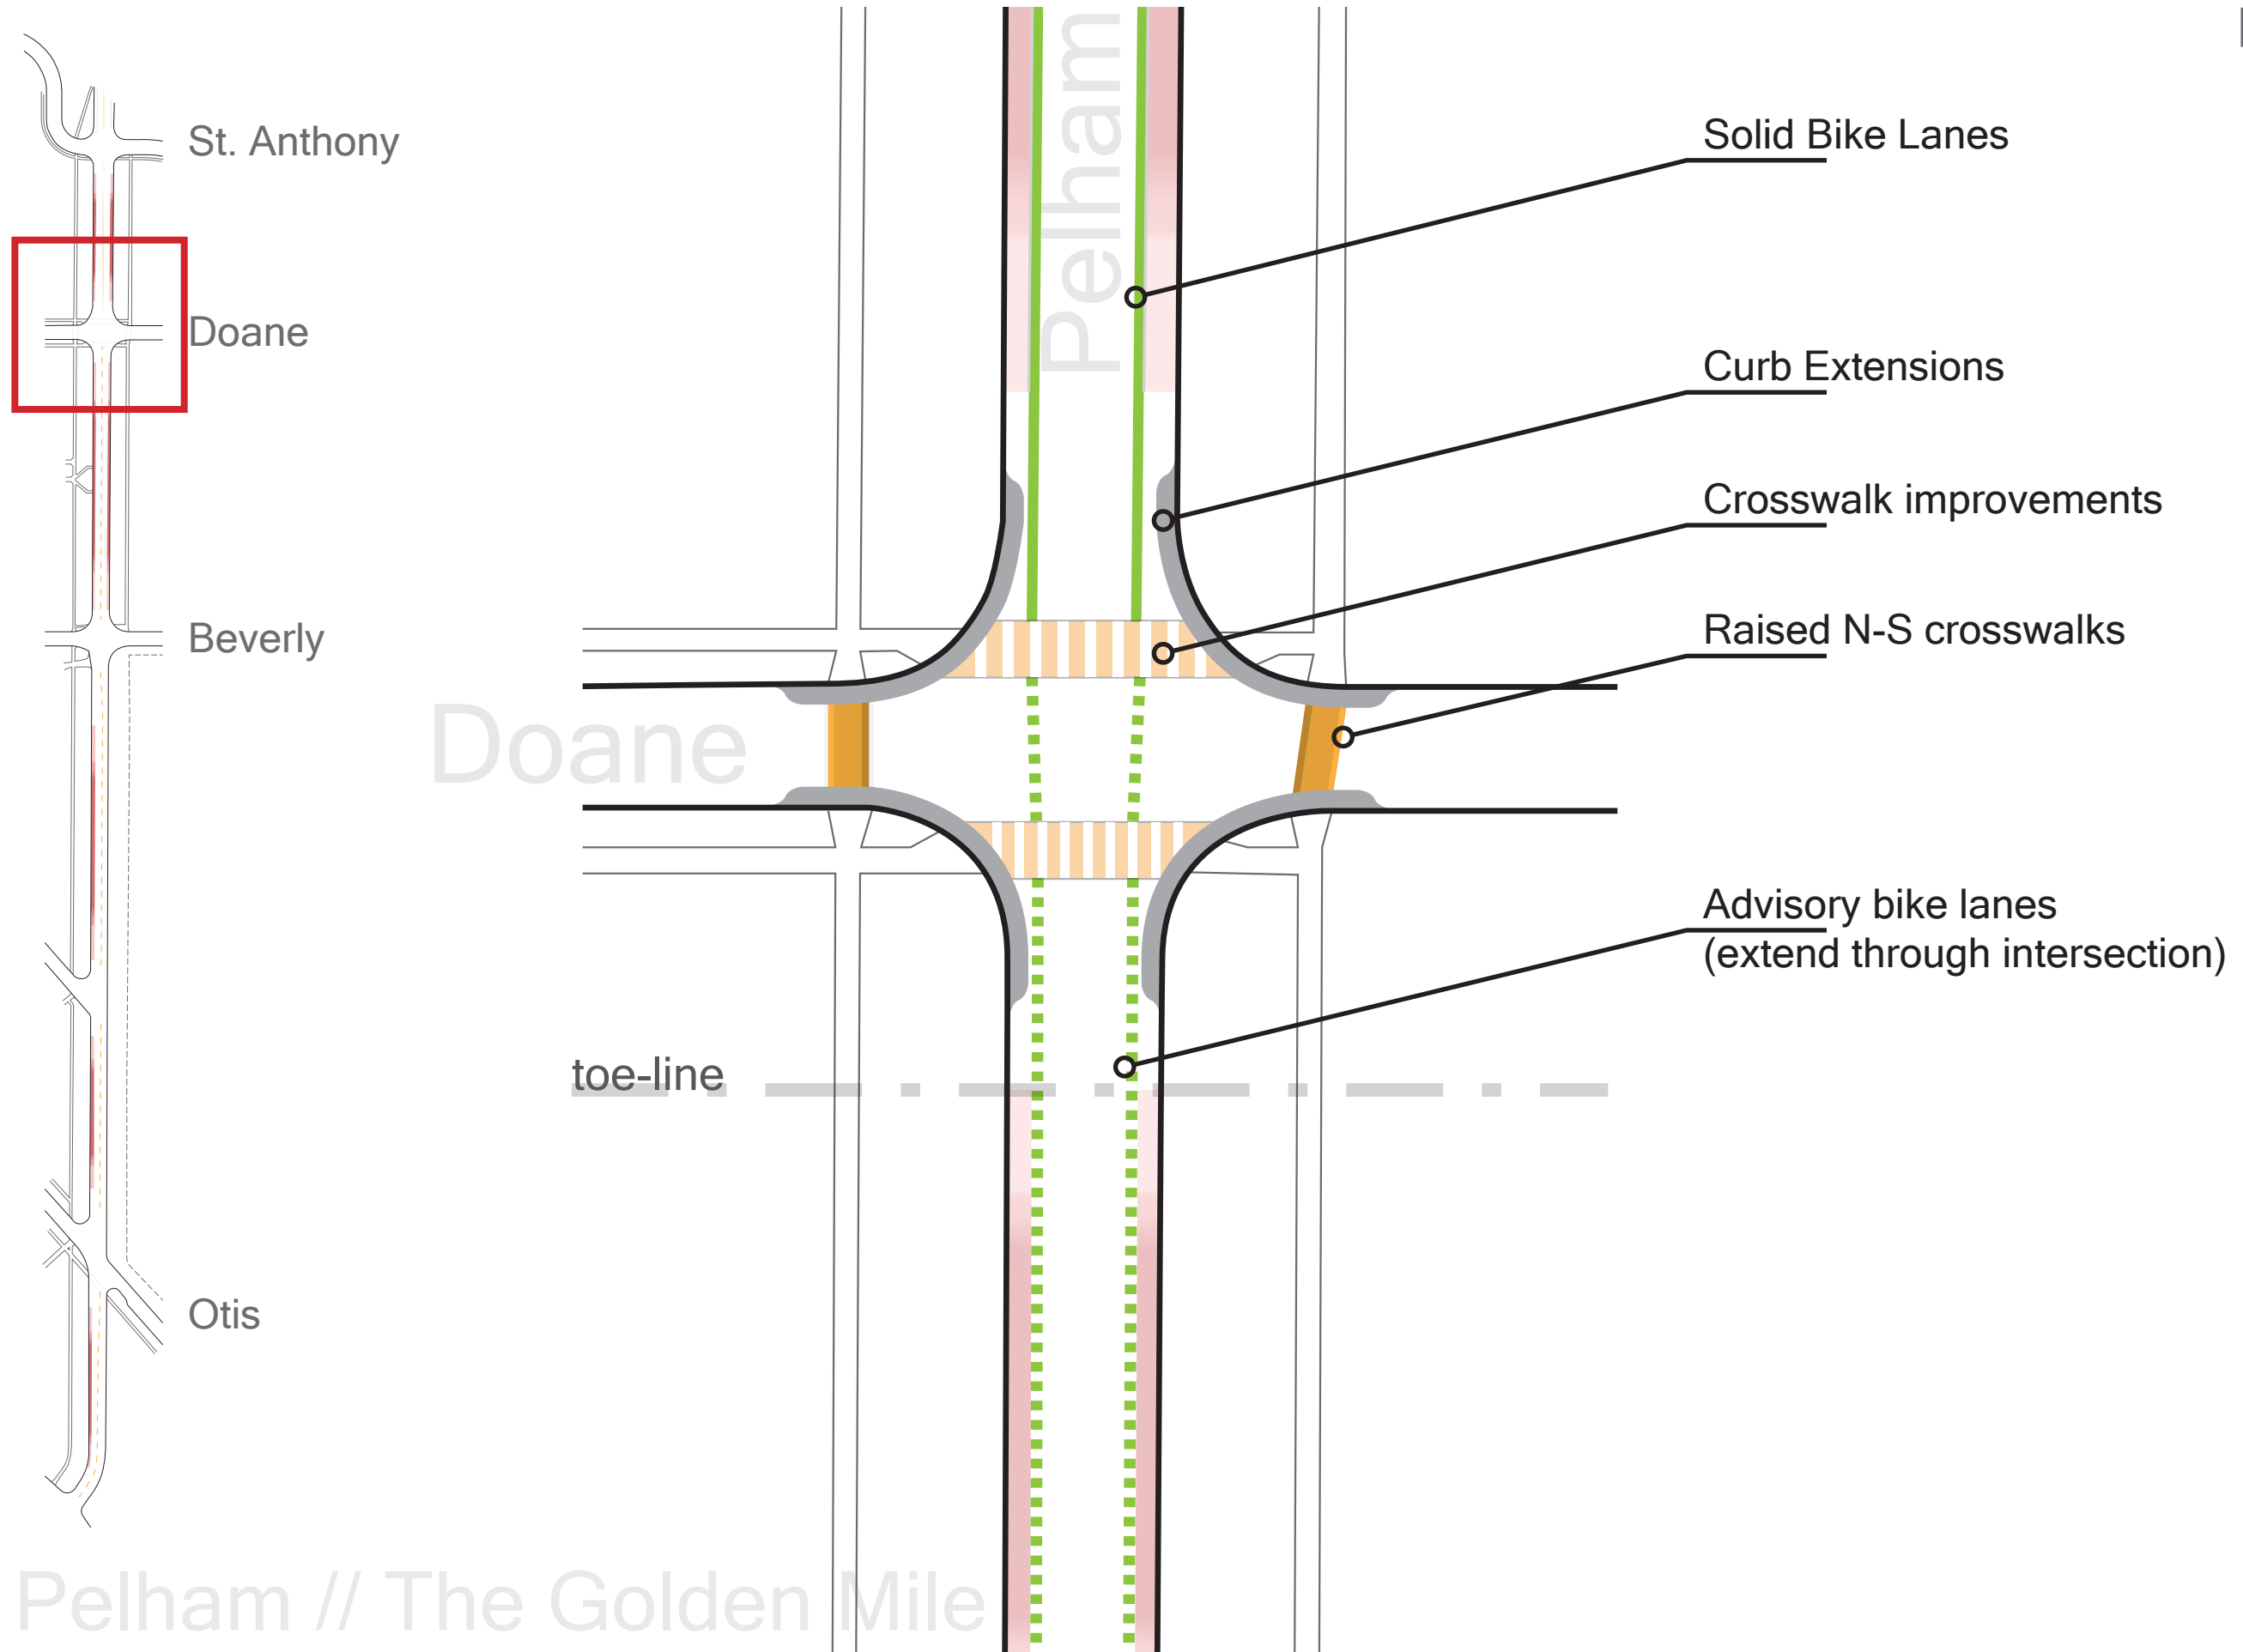 St. Anthony
Doane
Beverly
Otis
Pelham
Doane
toe-line
Solid Bike Lanes
Curb Extensions
Crosswalk improvements
Raised N-S crosswalks
Advisory bike lanes
(extend through intersection)
Pelham // The Golden Mile